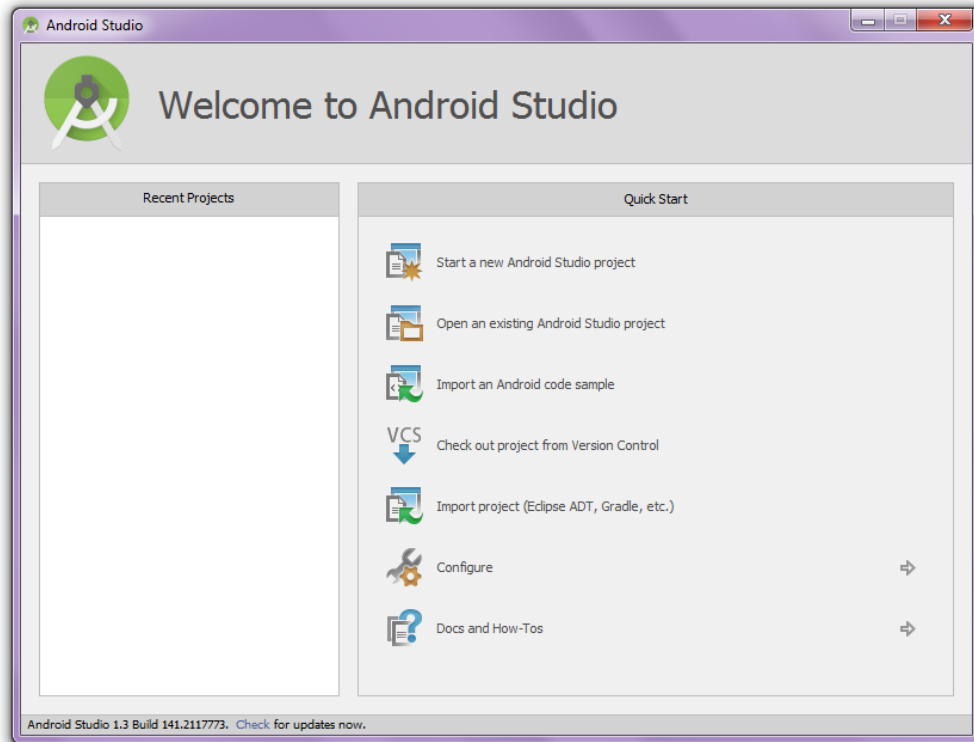 Android Studio
Welcome to Android Studio
Recent Projects
Quick Start
Start a new Android Studio project
Open an existing Android Studio project
Import an Android code sample
VCS
Check out project from Version Control
Import project (Eclipse ADT, Gradle, etc.)
Configure
Docs and How-Tos
Android Studio 1.3 Build 141.2117773. Check for updates now.